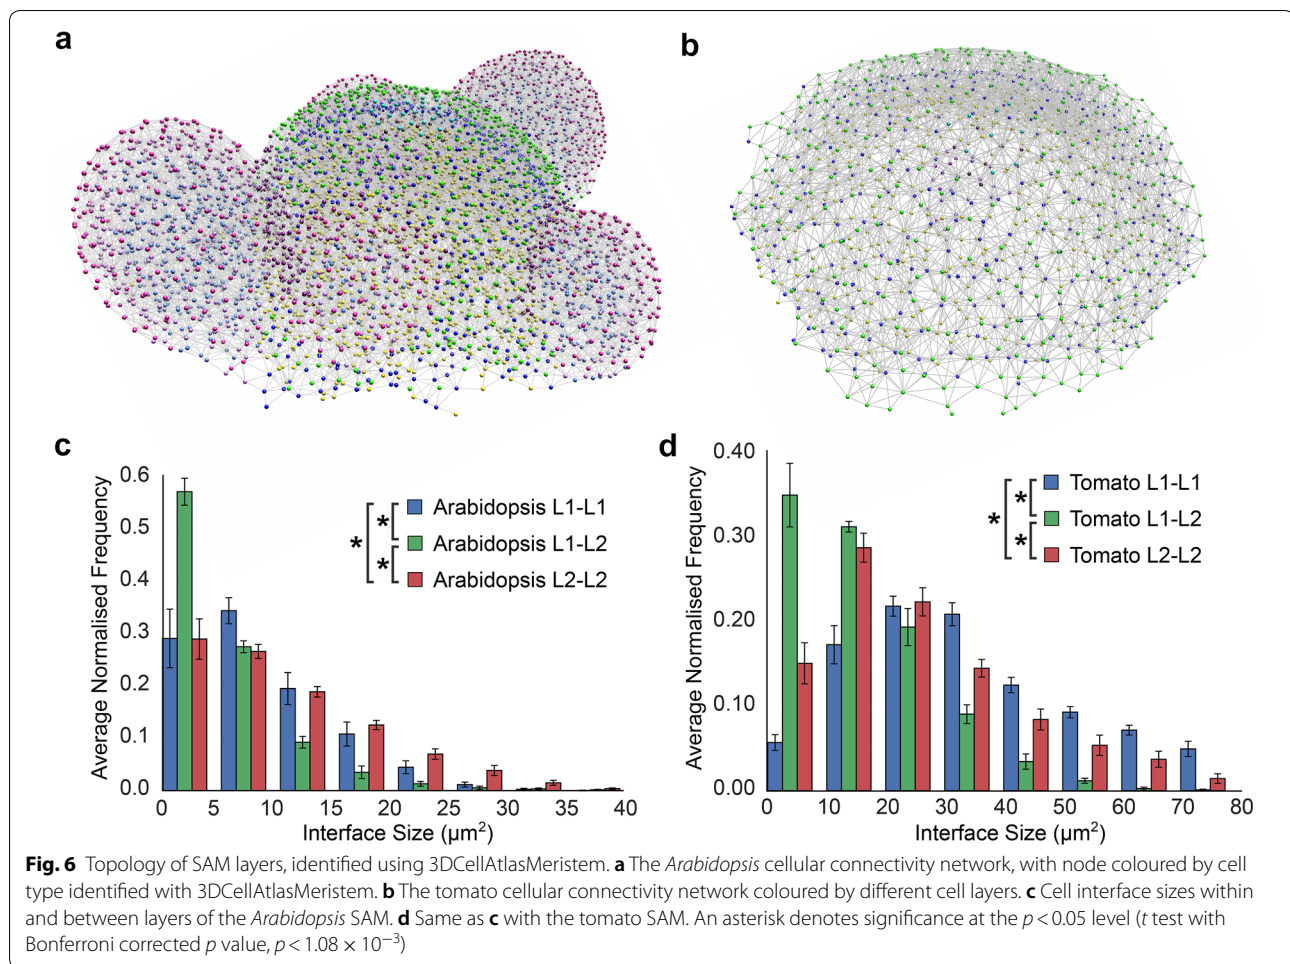 a
b
c
Average Normalised Frequency
0.6
0.5
0.4
0.3
0.2
0.1
0.0
0 5 10 15 20 25 30 35 40
Interface Size (µm²)
* * *
Arabidopsis L1-L1
Arabidopsis L1-L2
Arabidopsis L2-L2
d
Average Normalised Frequency
0.40
0.30
0.20
0.10
0.00
0 10 20 30 40 50 60 70 80
Interface Size (µm²)
* * *
Tomato L1-L1
Tomato L1-L2
Tomato L2-L2
Fig. 6 Topology of SAM layers, identified using 3DCellAtlasMeristem. a The Arabidopsis cellular connectivity network, with node coloured by cell
type identified with 3DCellAtlasMeristem. b The tomato cellular connectivity network coloured by different cell layers. c Cell interface sizes within
and between layers of the Arabidopsis SAM. d Same as c with the tomato SAM. An asterisk denotes significance at the p < 0.05 level (t test with
Bonferroni corrected p value, p < 1.08 × 10⁻³)